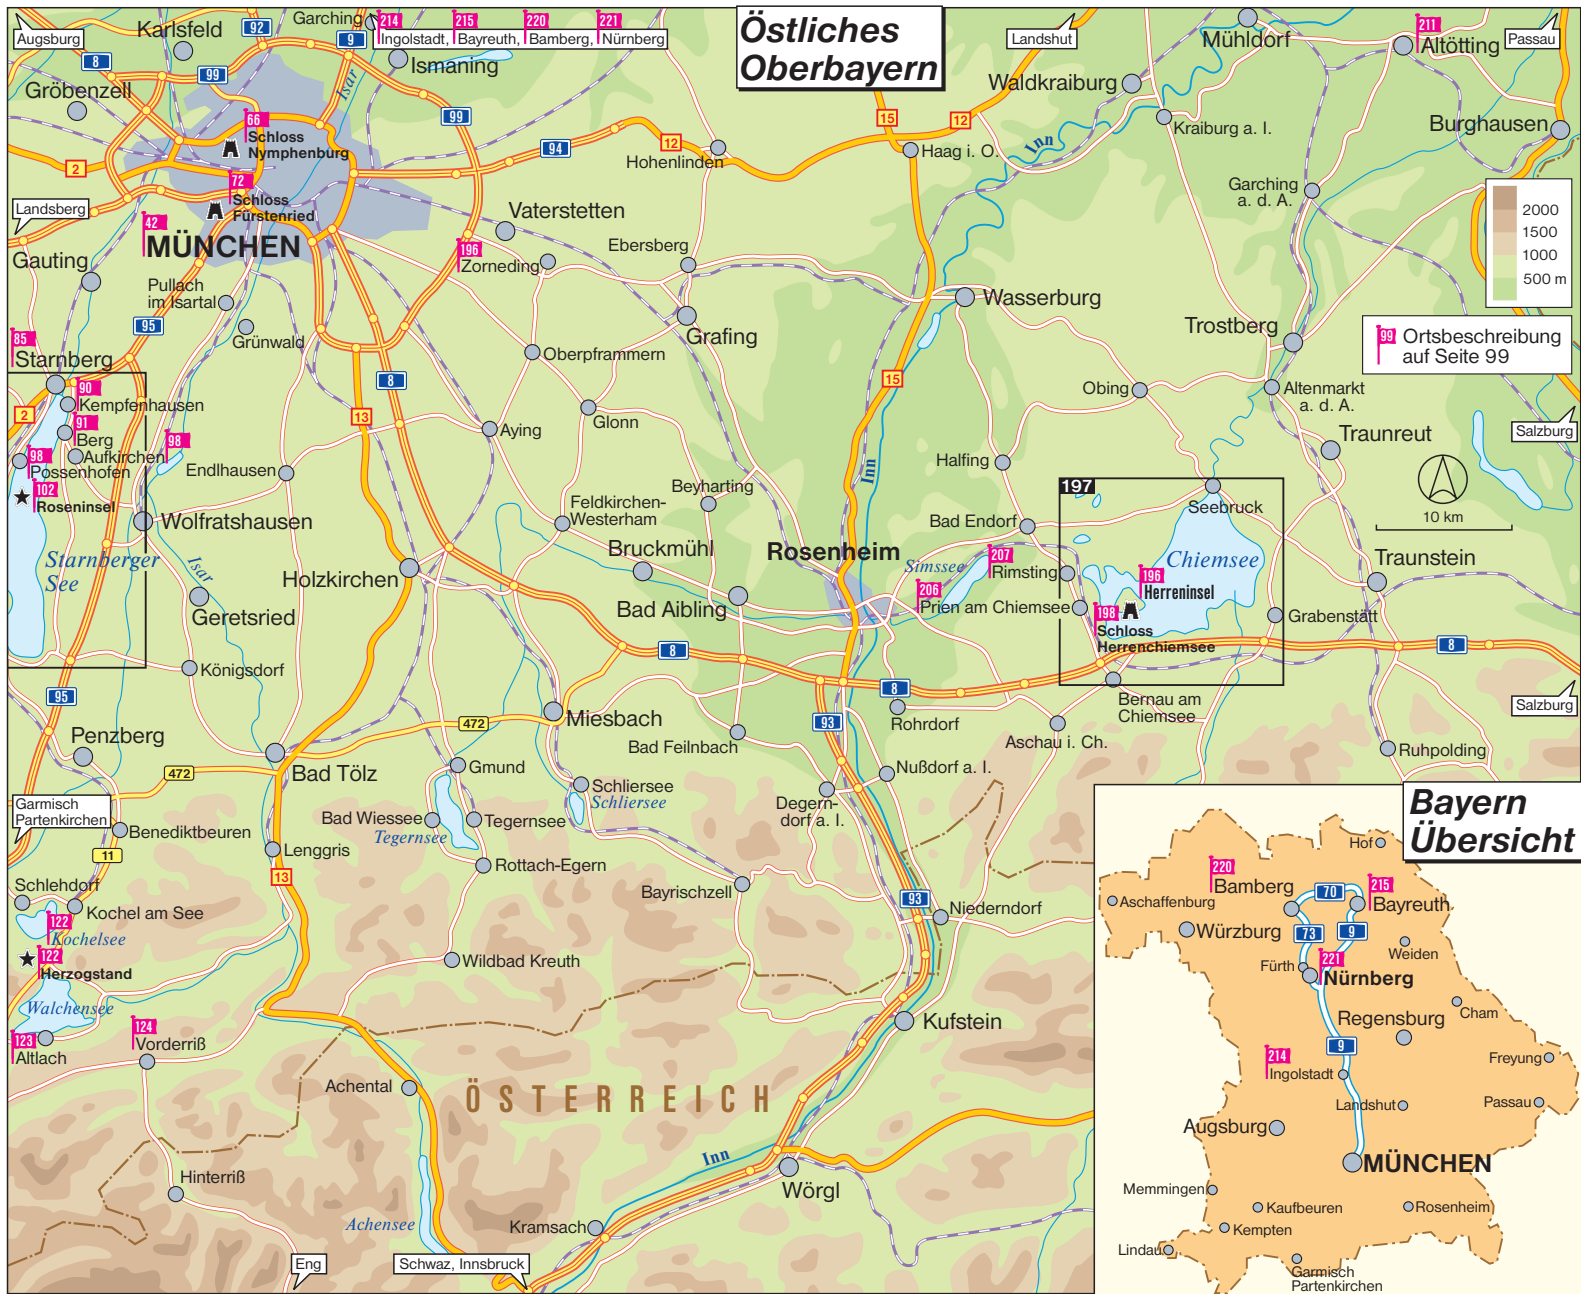 Östliches
Oberbayern
Augsburg
Karlsfeld
92
Garching
9
214
215
220
221
Ingolstadt, Bayreuth, Bamberg, Nürnberg
Landshut
Mühldorf
211
Altötting
Passau
8
99
Ismaning
Isar
Gröbenzell
Waldkraiburg
66
Schloss
Nymphenburg
99
94
12
15
12
Hohenlinden
Haag i. O.
Inn
Kraiburg a. I.
Burghausen
2
72
Schloss
Fürstenried
Landsberg
42
MÜNCHEN
Vaterstetten
196
Zorneding
Ebersberg
Garching
a. d. A.
2000
1500
1000
500 m
Gauting
Pullach
im Isartal
95
Grünwald
Wasserburg
Grafing
Trostberg
99
Ortsbeschreibung
auf Seite 99
85
Starnberg
Oberpframmern
8
15
90
Kempfenhausen
2
13
Obing
Altenmarkt
a. d. A.
91
Berg
Aufkirchen
98
98
Possenhofen
Aying
Glonn
Traunreut
Salzburg
102
Roseninsel
Endlhausen
Halfing
Inn
Beyharting
197
Seebruck
10 km
Feldkirchen-
Westerham
Wolfratshausen
Bad Endorf
Starnberger
See
Isar
Bruckmühl
Rosenheim
Simssee
207
Rimsting
Chiemsee
Traunstein
Holzkirchen
196
Herreninsel
206
Prien am Chiemsee
Geretsried
Bad Aibling
198
Schloss
Herrenchiemsee
Grabenstätt
8
8
Königsdorf
95
8
Bernau am
Chiemsee
Salzburg
472
Miesbach
93
Rohrdorf
Penzberg
Bad Feilnbach
Aschau i. Ch.
Ruhpolding
472
Bad Tölz
Gmund
Nußdorf a. I.
Garmisch
Partenkirchen
Schliersee
Schliersee
Degern-
dorf a. I.
Bad Wiessee
Tegernsee
Tegernsee
Benediktbeuren
11
Lenggris
Rottach-Egern
13
Schlehdorf
Bayrischzell
93
Kochel am See
122
Kochelsee
Niederndorf
122
Herzogstand
Wildbad Kreuth
Walchensee
Kufstein
123
Altlach
124
Vorderriß
Achental
ÖSTERREICH
Inn
Hinterriß
Wörgl
Achensee
Kramsach
Eng
Schwaz, Innsbruck
Bayern
Übersicht
Hof
220
Bamberg
70
215
Bayreuth
Aschaffenburg
Würzburg
73
9
Weiden
Fürth
221
Nürnberg
Cham
Regensburg
9
214
Ingolstadt
Freyung
Landshut
Passau
Augsburg
MÜNCHEN
Memmingen
Kaufbeuren
Rosenheim
Kempten
Lindau
Garmisch
Partenkirchen